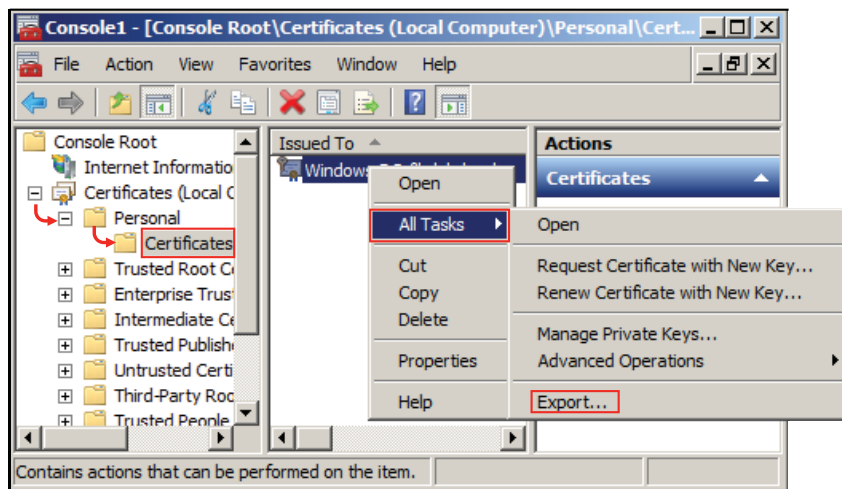 Console1 - [Console Root\Certificates (Local Computer)\Personal\Cert...
File Action View Favorites Window Help
Console Root
Internet Informatio
Certificates (Local C
Personal
Certificates
Trusted Root C
Enterprise Trus
Intermediate Ce
Trusted Publish
Untrusted Certi
Third-Party Roo
Trusted People
Issued To
Windows
Open
All Tasks
Cut
Copy
Delete
Properties
Help
Actions
Certificates
Open
Request Certificate with New Key...
Renew Certificate with New Key...
Manage Private Keys...
Advanced Operations
Export...
Contains actions that can be performed on the item.